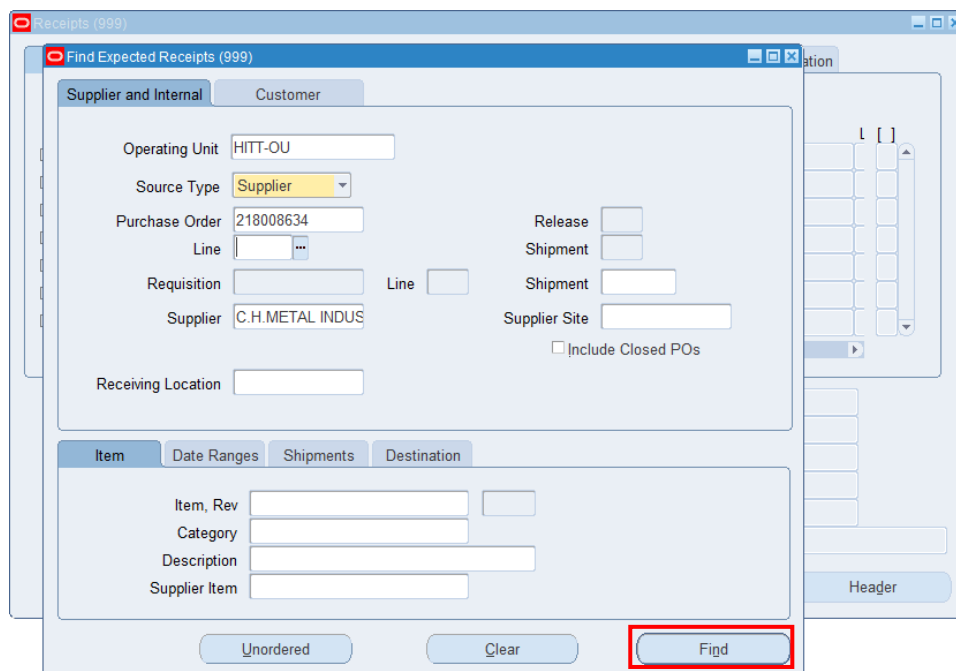 Receipts (999)
Find Expected Receipts (999)
ation
Supplier and Internal Customer
L [ ]
Operating Unit HITT-OU
Source Type Supplier
Purchase Order 218008634 Release
Line ... Shipment
Requisition Line Shipment
Supplier C.H.METAL INDUS Supplier Site
Include Closed POs
Receiving Location
Item Date Ranges Shipments Destination
Item, Rev
Category
Description
Supplier Item
Header
Unordered Clear Find